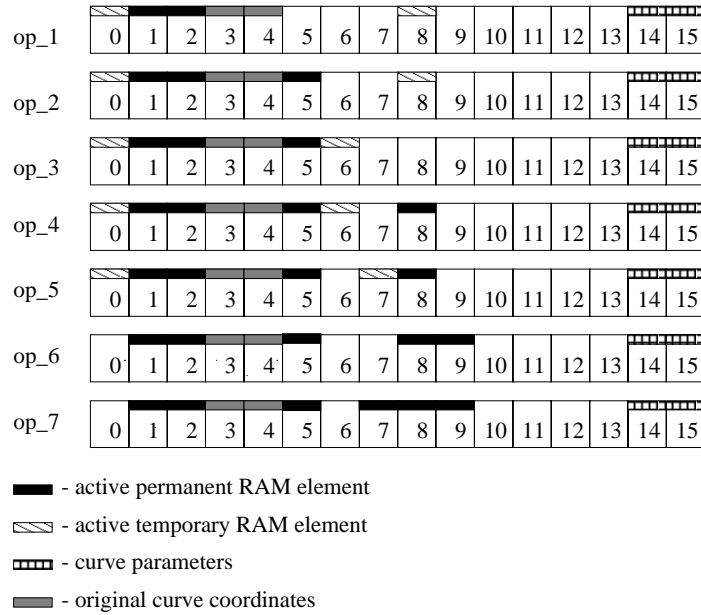 op_1 0 1 2 3 4 5 6 7 8 9 10 11 12 13 14 15
op_2 0 1 2 3 4 5 6 7 8 9 10 11 12 13 14 15
op_3 0 1 2 3 4 5 6 7 8 9 10 11 12 13 14 15
op_4 0 1 2 3 4 5 6 7 8 9 10 11 12 13 14 15
op_5 0 1 2 3 4 5 6 7 8 9 10 11 12 13 14 15
op_6 0 1 2 3 4 5 6 7 8 9 10 11 12 13 14 15
op_7 0 1 2 3 4 5 6 7 8 9 10 11 12 13 14 15
- active permanent RAM element
- active temporary RAM element
- curve parameters
- original curve coordinates